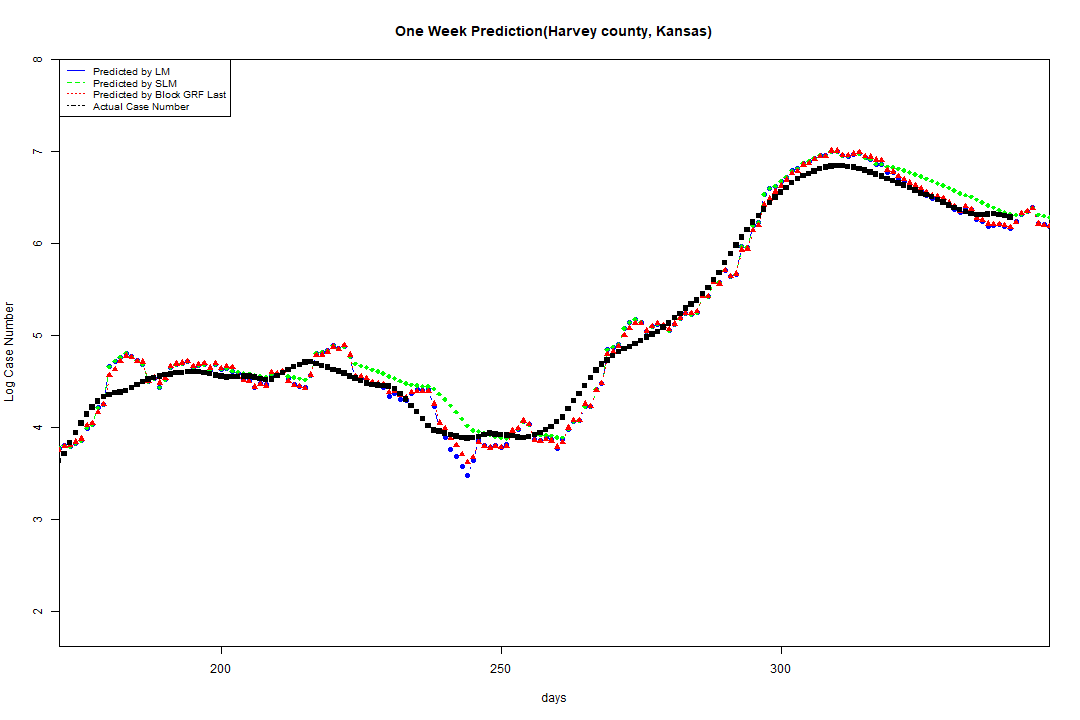 One Week Prediction(Harvey county, Kansas)
Predicted by LM
Predicted by SLM
Predicted by Block GRF Last
Actual Case Number
8
7
6
5
4
3
2
Log Case Number
200
250
300
days